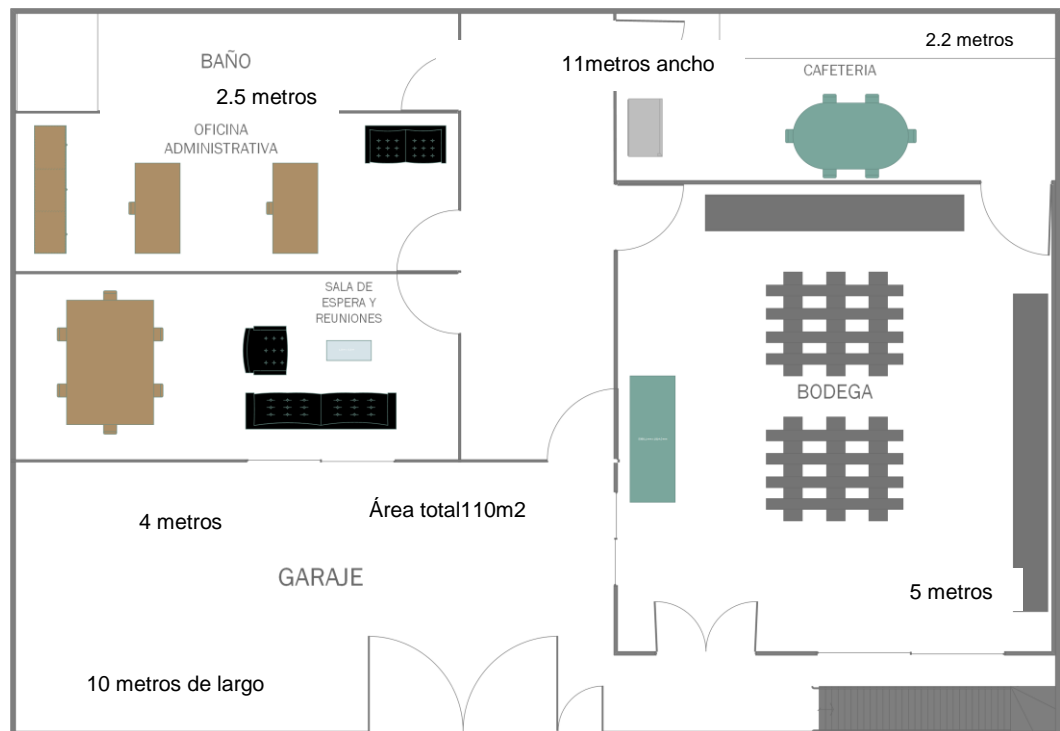 2.2 metros
BAÑO
11metros ancho
CAFETERIA
2.5 metros
OFICINA
ADMINISTRATIVA
SALA DE
ESPERA Y
REUNIONES
BODEGA
4 metros
Área total110m2
GARAJE
5 metros
10 metros de largo